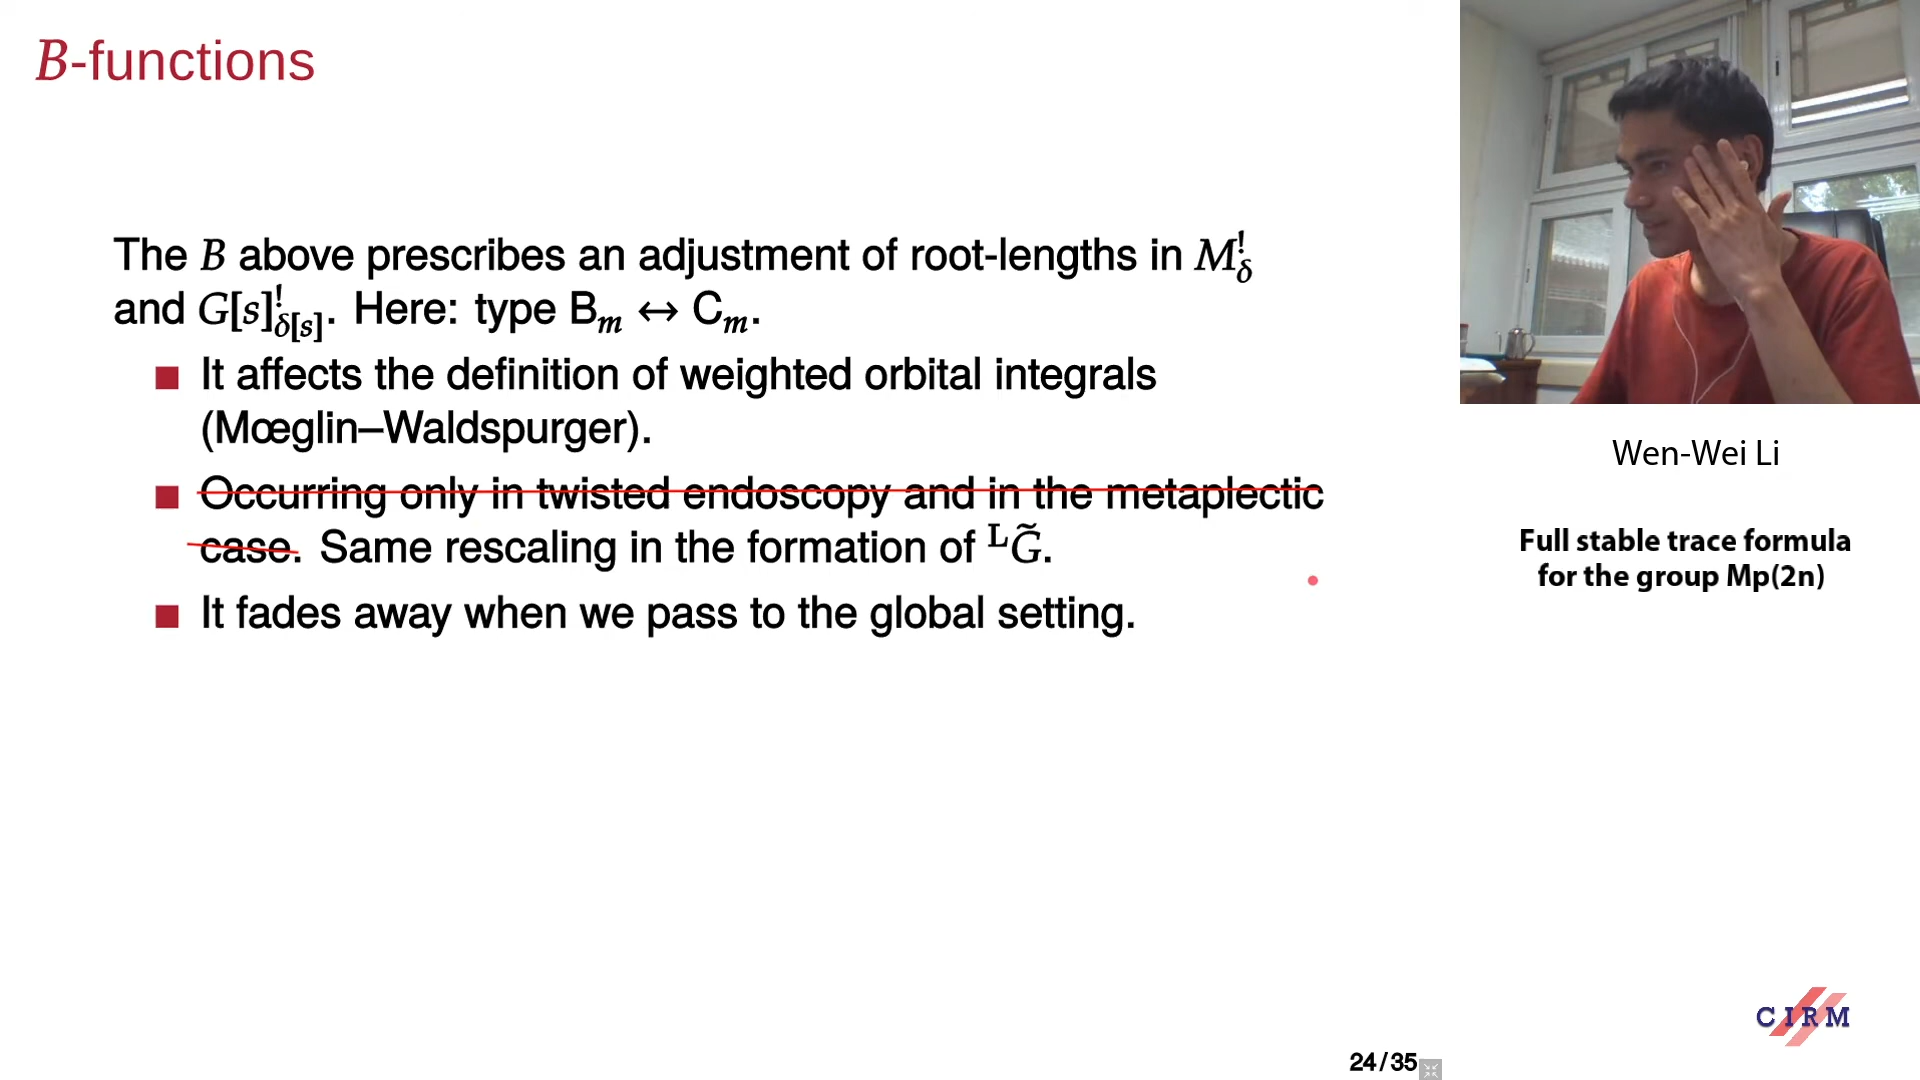 B-functions
The B above prescribes an adjustment of root-lengths in M^!_δ
and G[s]^!_{δ[s]}. Here: type B_m ↔ C_m.
It affects the definition of weighted orbital integrals
(Mœglin–Waldspurger).
Occurring only in twisted endoscopy and in the metaplectic
case. Same rescaling in the formation of ^L G̃.
It fades away when we pass to the global setting.
24/35
Wen-Wei Li
Full stable trace formula
for the group Mp(2n)
CIRM